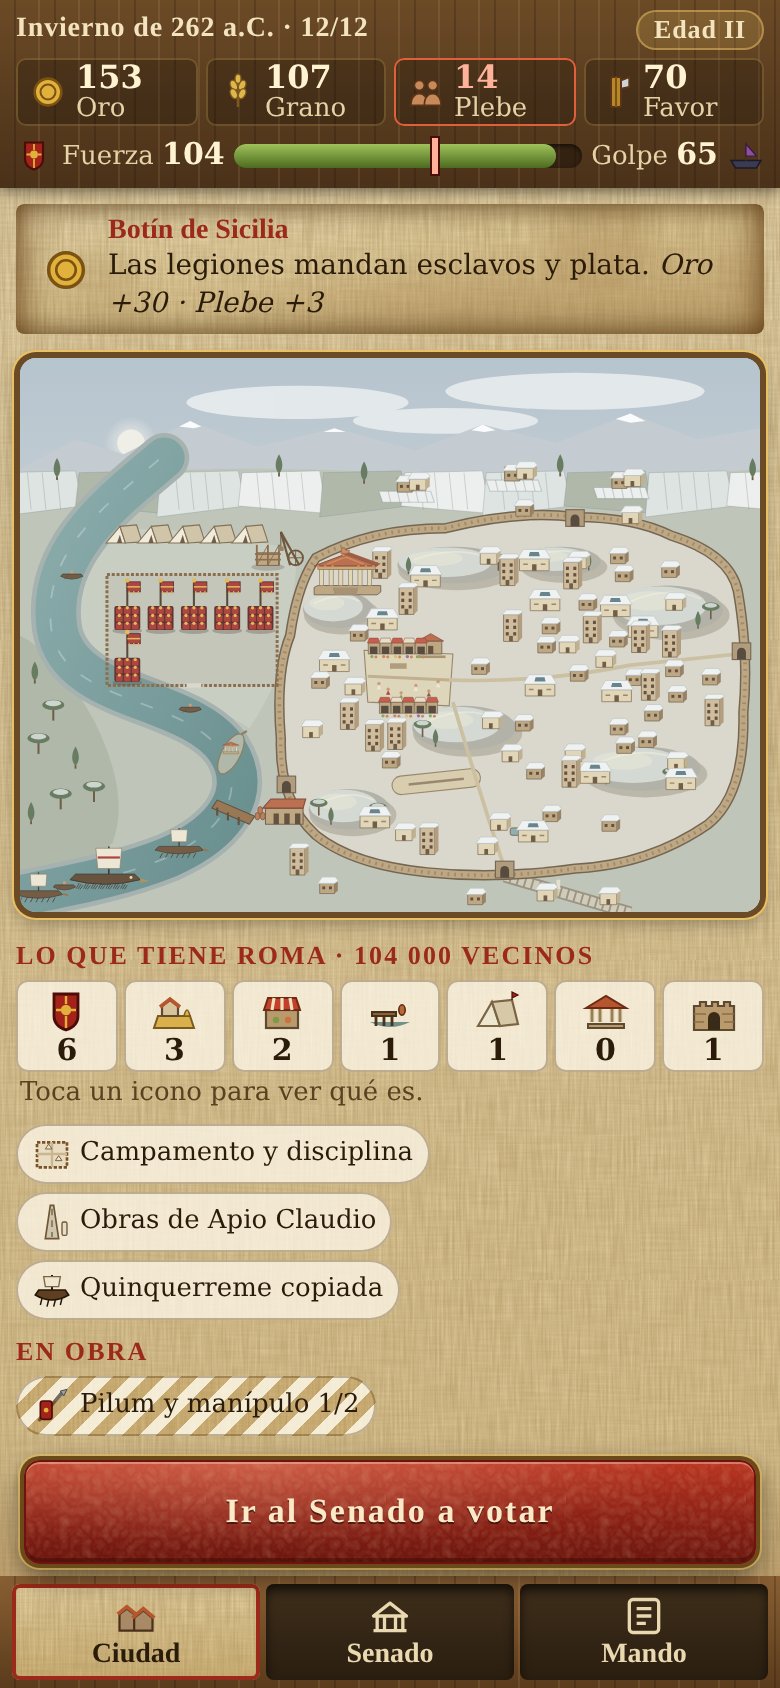 Invierno de 262 a.C. · 12/12
Edad II
153
Oro
107
Grano
14
Plebe
70
Favor
Fuerza 104
Golpe 65
Botín de Sicilia
Las legiones mandan esclavos y plata. Oro
+30 · Plebe +3
LO QUE TIENE ROMA · 104 000 VECINOS
6
3
2
1
1
0
1
Toca un icono para ver qué es.
Campamento y disciplina
Obras de Apio Claudio
Quinquerreme copiada
EN OBRA
Pilum y manípulo 1/2
Ir al Senado a votar
Ciudad
Senado
Mando